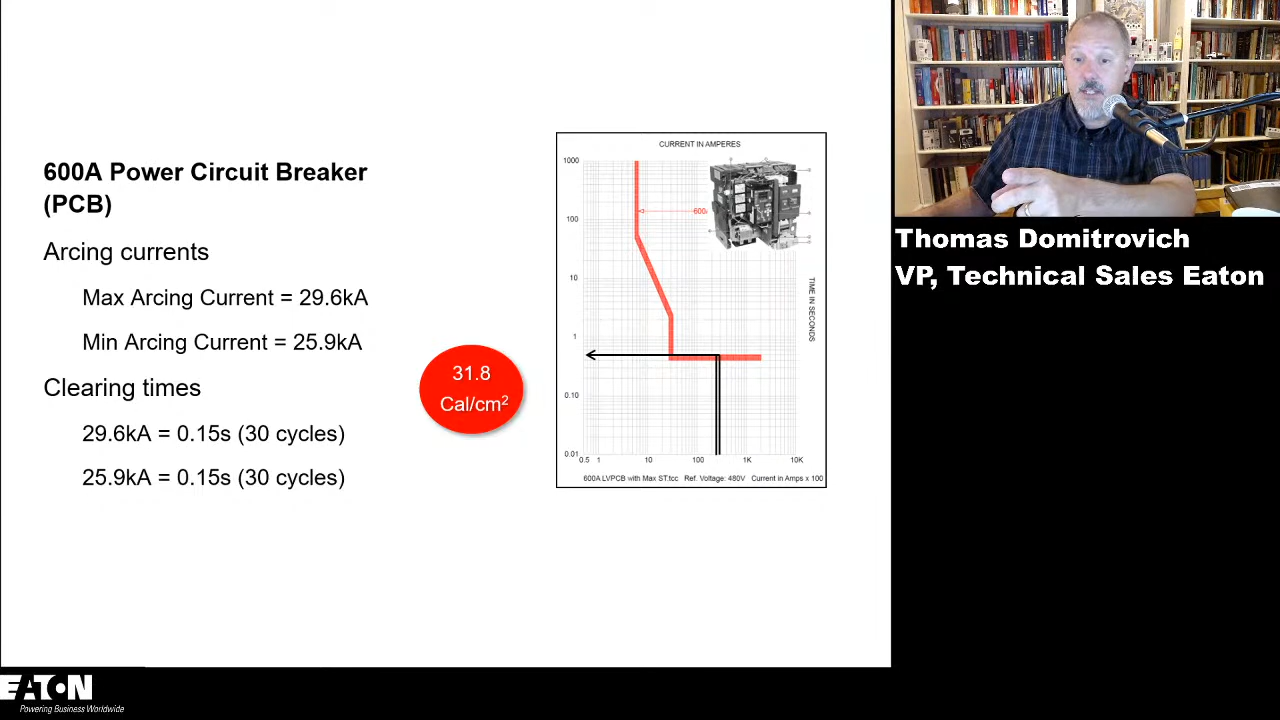 600A Power Circuit Breaker
(PCB)
Arcing currents
Max Arcing Current = 29.6kA
Min Arcing Current = 25.9kA
Clearing times
29.6kA = 0.15s (30 cycles)
25.9kA = 0.15s (30 cycles)
31.8
Cal/cm²
CURRENT IN AMPERES
1000
100
10
1
0.10
0.01
600A
TIME IN SECONDS
0.5 1 10 100 1K 10K
600A LVPCB with Max ST.tcc Ref. Voltage: 480V Current in Amps x 100
Thomas Domitrovich
VP, Technical Sales Eaton
EATON
Powering Business Worldwide